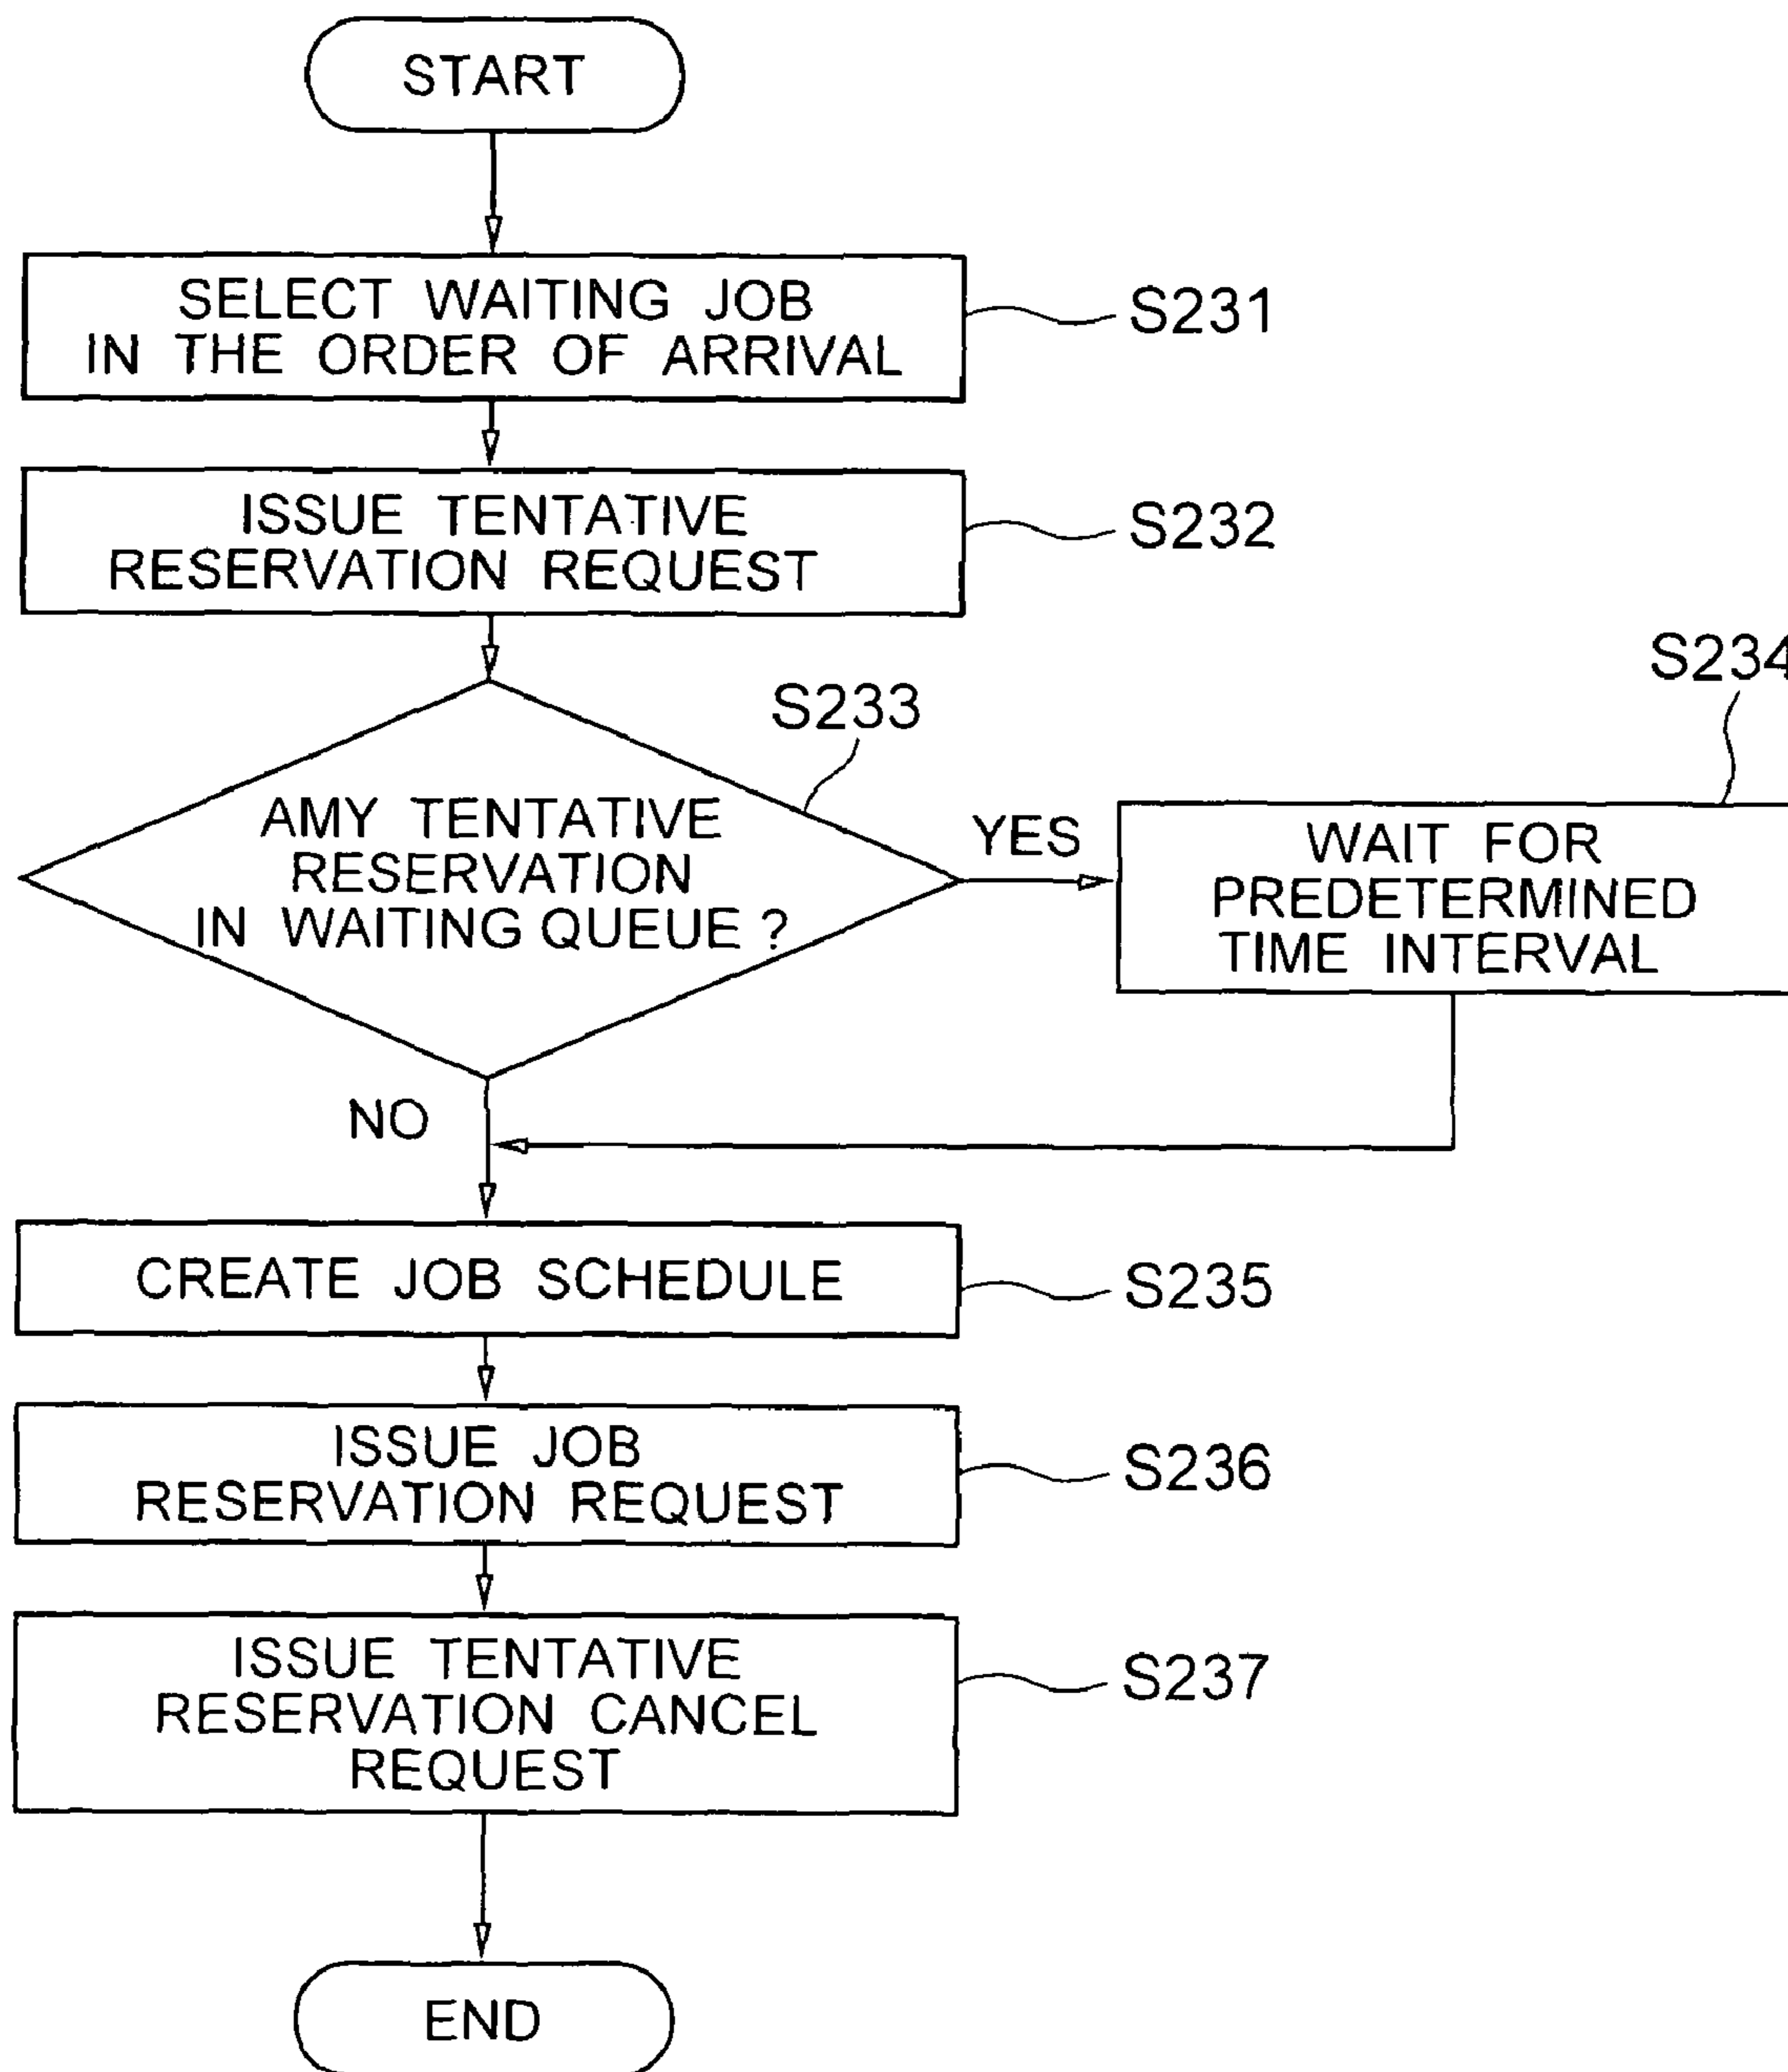 START
SELECT WAITING JOB
IN THE ORDER OF ARRIVAL
S231
ISSUE TENTATIVE
RESERVATION REQUEST
S232
S233
AMY TENTATIVE
RESERVATION
IN WAITING QUEUE ?
YES
S234
WAIT FOR
PREDETERMINED
TIME INTERVAL
NO
CREATE JOB SCHEDULE
S235
ISSUE JOB
RESERVATION REQUEST
S236
ISSUE TENTATIVE
RESERVATION CANCEL
REQUEST
S237
END